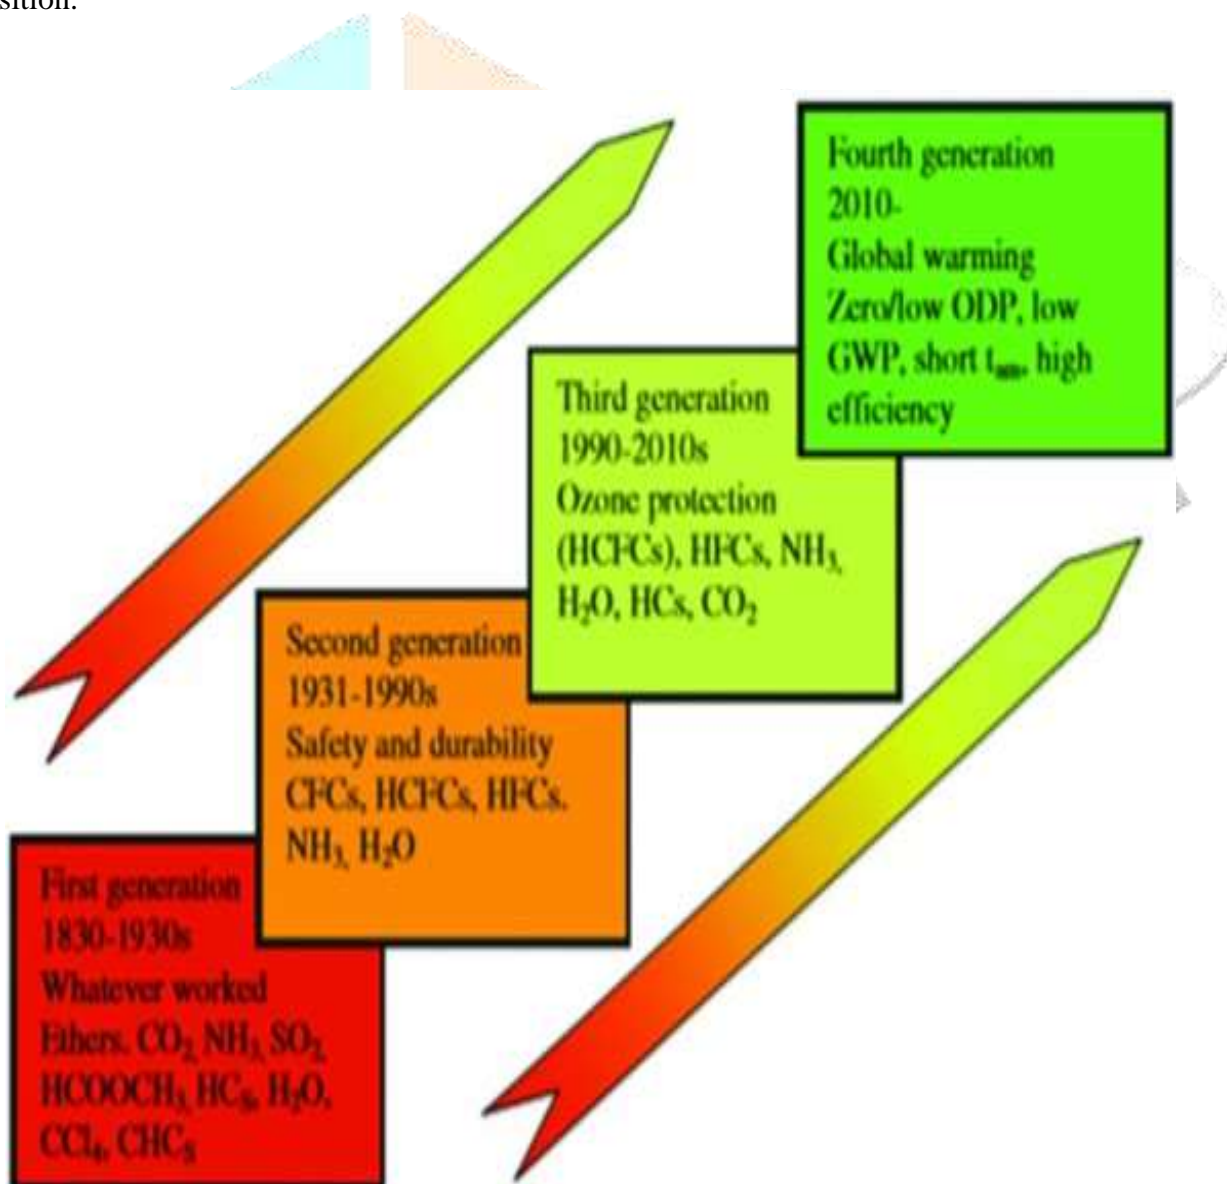 sition.
Fourth generation
2010-
Global warming
Zero/low ODP, low
GWP, short t high
efficiency
Third generation
1990-2010s
Ozone protection
(HCFCs), HFCs, NH₃,
H₂O, HCs, CO₂
Second generation
1931-1990s
Safety and durability
CFCs, HCFCs, HFCs.
NH₃, H₂O
First generation
1830-1930s
Whatever worked
Ethers. CO₂, NH₃, SO₂,
HCOOCH₃, HCₛ, H₂O,
CCl₄, CHCₛ